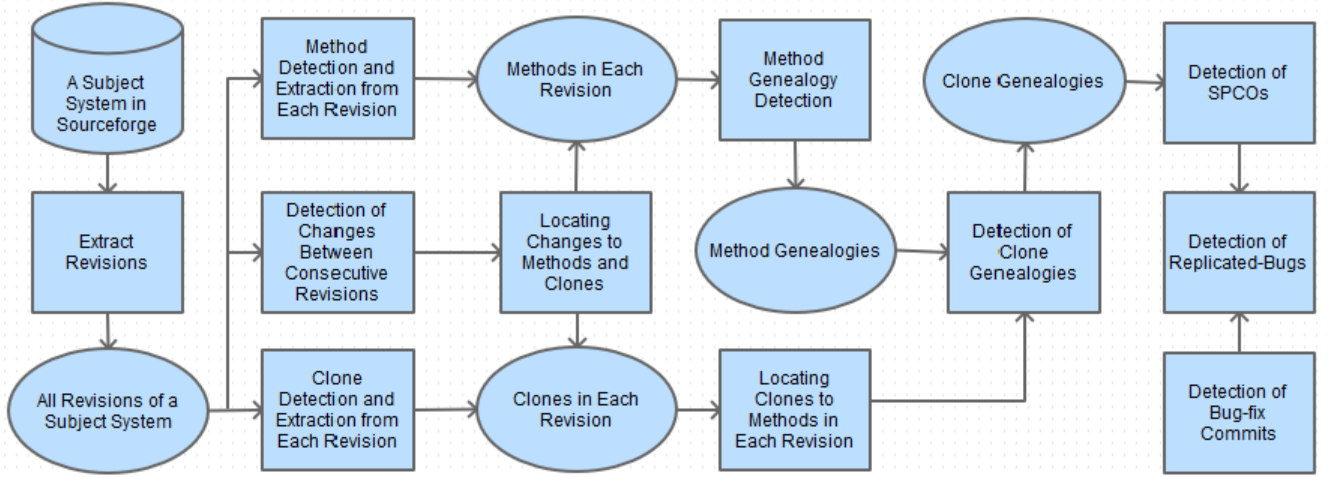 A Subject
System in
Sourceforge
Extract
Revisions
All Revisions of a
Subject System
Method
Detection and
Extraction from
Each Revision
Detection of
Changes
Between
Consecutive
Revisions
Clone
Detection and
Extraction from
Each Revision
Methods in Each
Revision
Locating
Changes to
Methods and
Clones
Clones in Each
Revision
Method
Genealogy
Detection
Method Genealogies
Locating
Clones to
Methods in
Each Revision
Clone Genealogies
Detection of
Clone
Genealogies
Detection of
SPCOs
Detection of
Replicated-Bugs
Detection of
Bug-fix
Commits